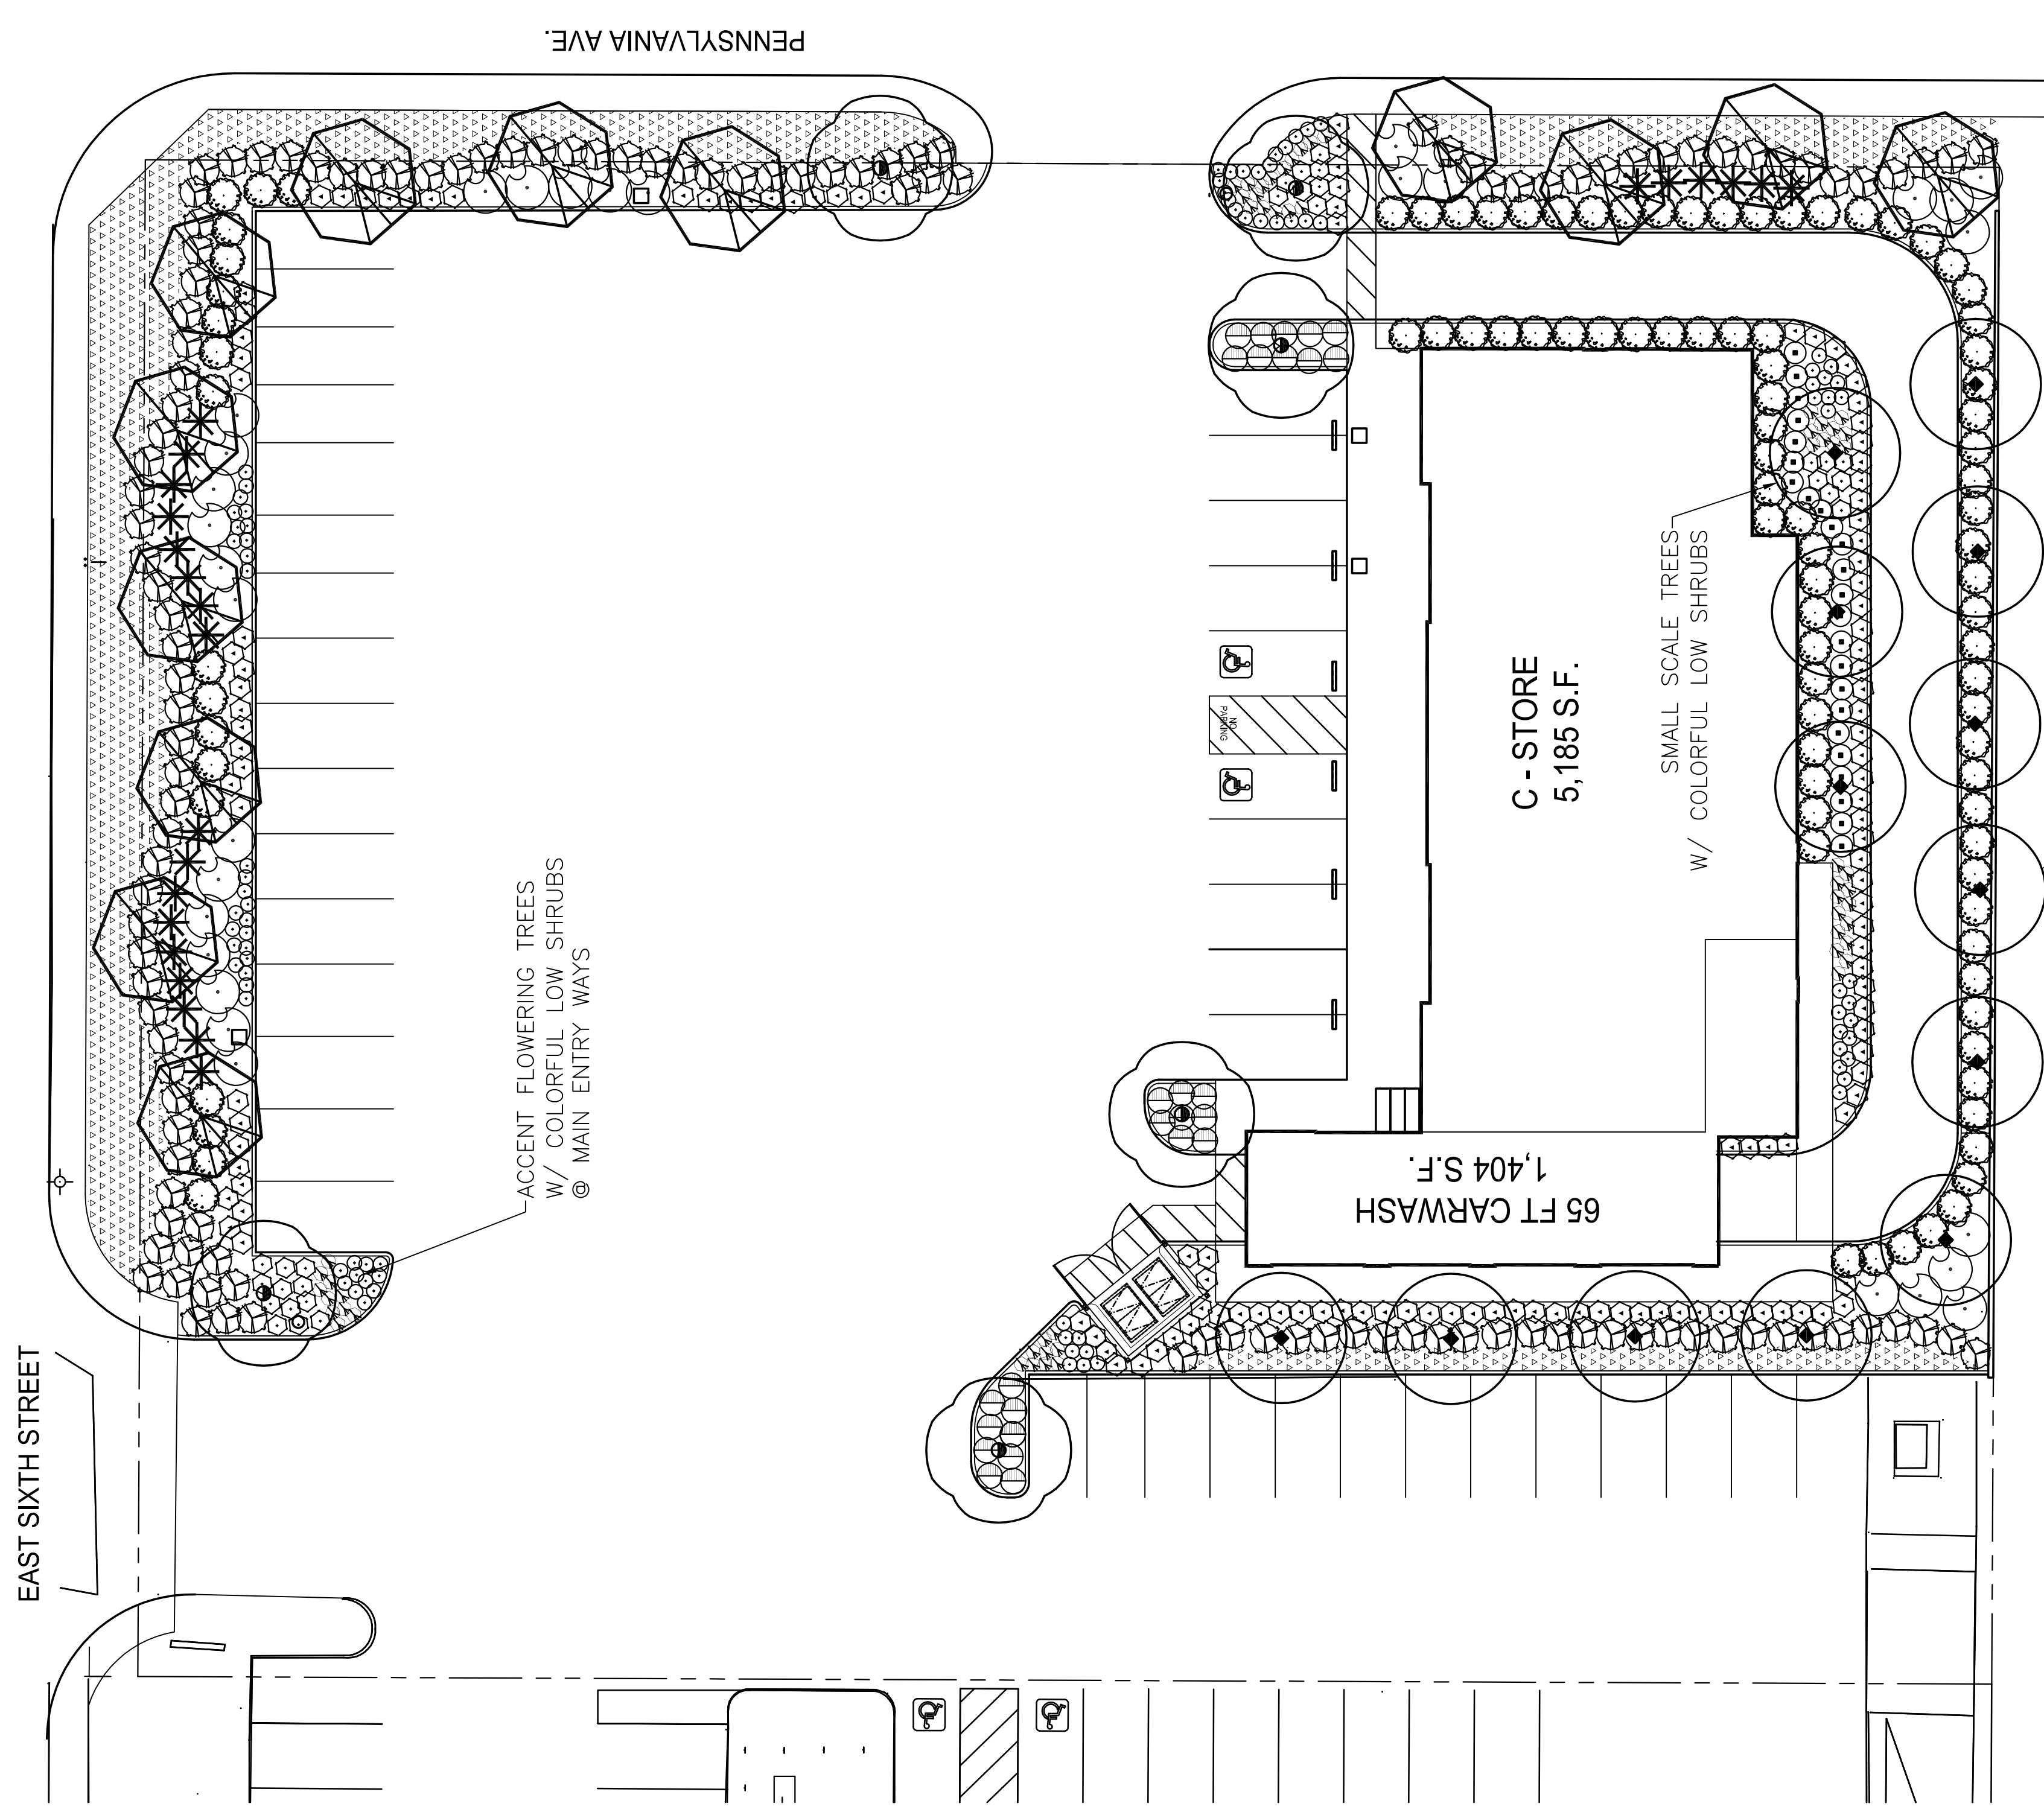 PENNSYLVANIA AVE.
SMALL SCALE TREES
W/ COLORFUL LOW SHRUBS
C - STORE
5,185 S.F.
NO
PARKING
ACCENT FLOWERING TREES
W/ COLORFUL LOW SHRUBS
@ MAIN ENTRY WAYS
65 FT CARWASH
1,404 S.F.
EAST SIXTH STREET